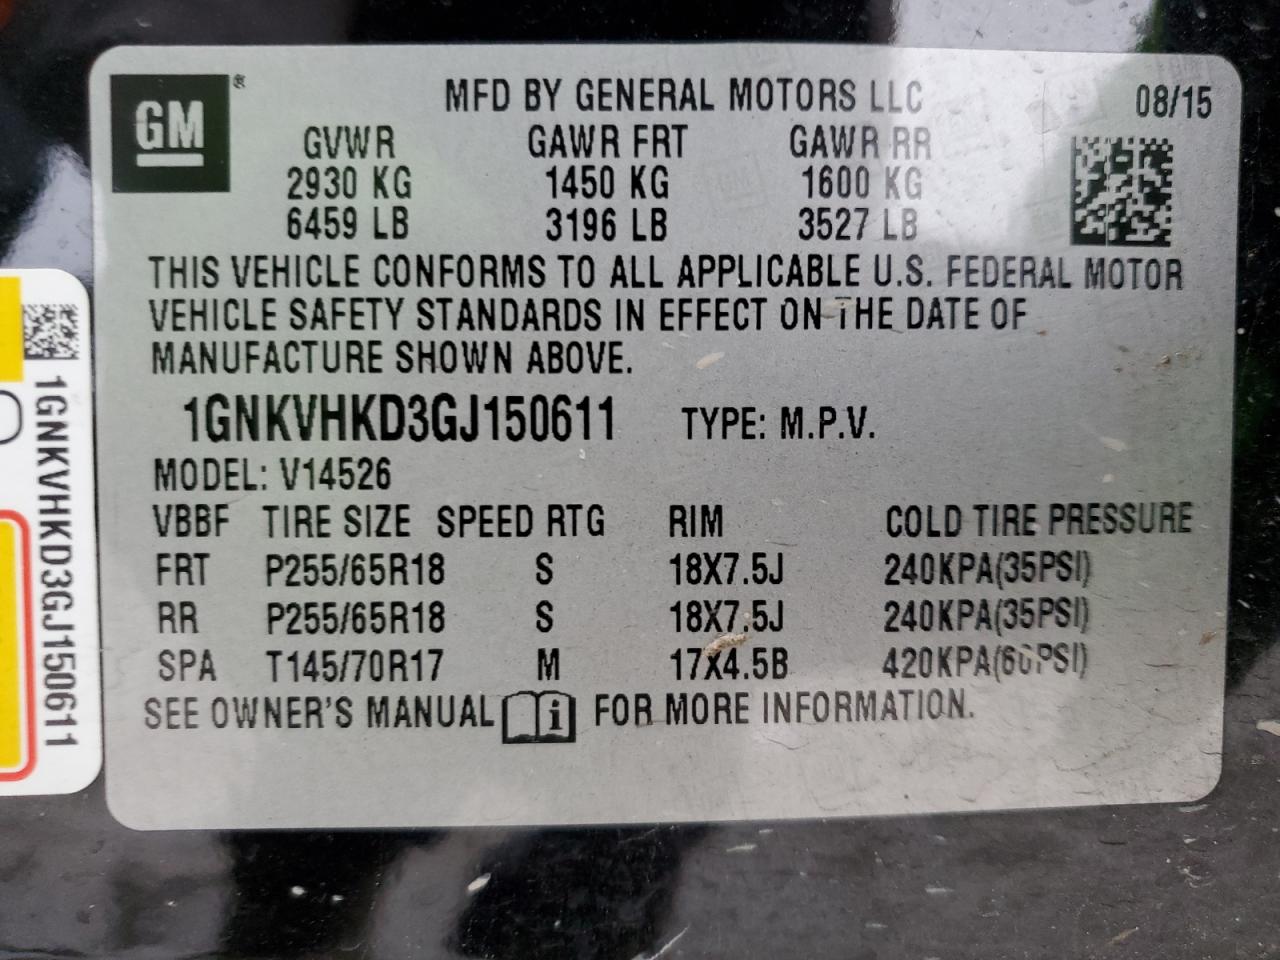 GM®
MFD BY GENERAL MOTORS LLC 08/15
GVWR GAWR FRT GAWR RR
2930 KG 1450 KG 1600 KG
6459 LB 3196 LB 3527 LB
THIS VEHICLE CONFORMS TO ALL APPLICABLE U.S. FEDERAL MOTOR
VEHICLE SAFETY STANDARDS IN EFFECT ON THE DATE OF
MANUFACTURE SHOWN ABOVE.
1GNKVHKD3GJ150611 TYPE: M.P.V.
MODEL: V14526
VBBF TIRE SIZE SPEED RTG RIM COLD TIRE PRESSURE
FRT P255/65R18 S 18X7.5J 240KPA(35PSI)
RR P255/65R18 S 18X7.5J 240KPA(35PSI)
SPA T145/70R17 M 17X4.5B 420KPA(60PSI)
SEE OWNER'S MANUAL i FOR MORE INFORMATION.
1GNKVHKD3GJ150611